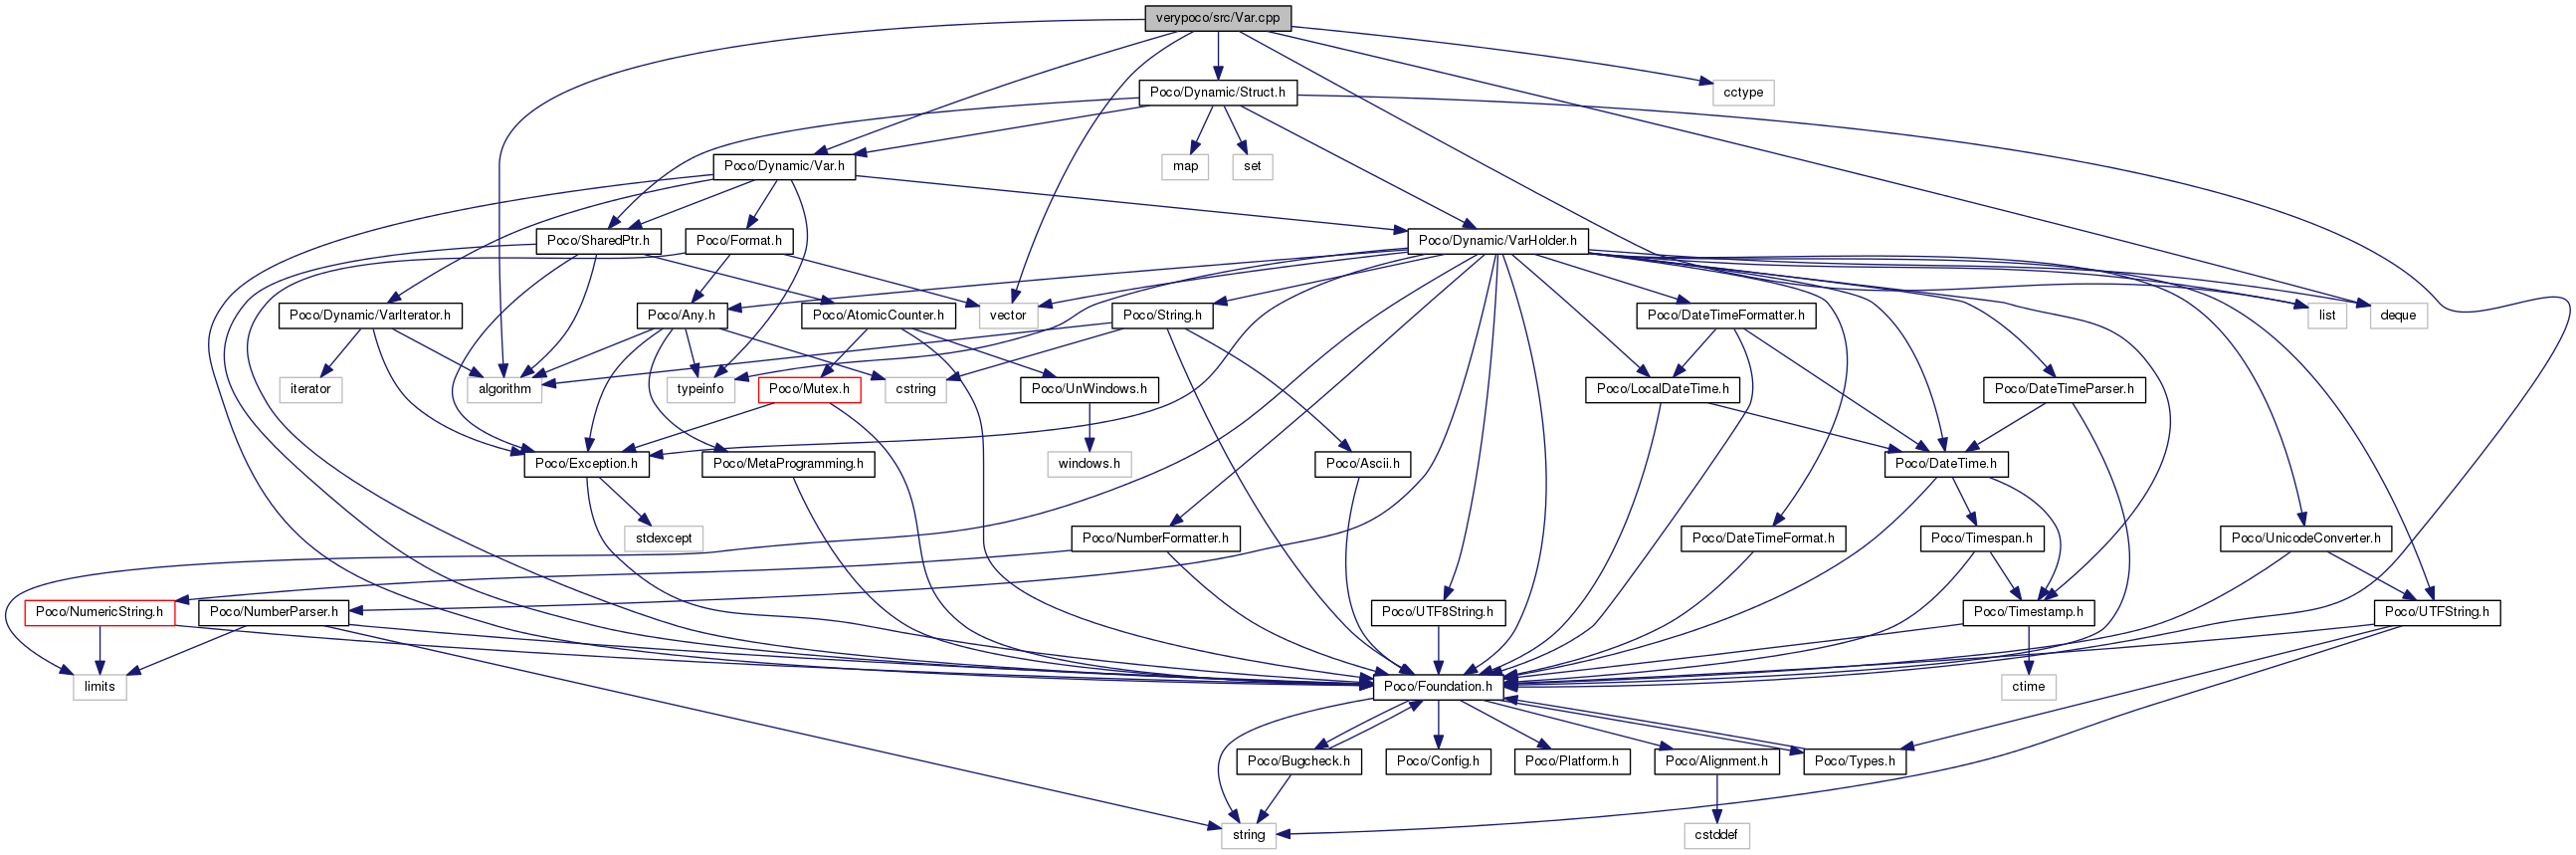 verypoco/src/Var.cpp
Poco/Dynamic/Struct.h
cctype
Poco/Dynamic/Var.h
map
set
Poco/SharedPtr.h
Poco/Format.h
Poco/Dynamic/VarHolder.h
Poco/Dynamic/VarIterator.h
Poco/Any.h
Poco/AtomicCounter.h
vector
Poco/String.h
Poco/DateTimeFormatter.h
list
deque
iterator
algorithm
typeinfo
Poco/Mutex.h
cstring
Poco/UnWindows.h
Poco/LocalDateTime.h
Poco/DateTimeParser.h
Poco/Exception.h
Poco/MetaProgramming.h
windows.h
Poco/Ascii.h
Poco/DateTime.h
stdexcept
Poco/NumberFormatter.h
Poco/DateTimeFormat.h
Poco/Timespan.h
Poco/UnicodeConverter.h
Poco/NumericString.h
Poco/NumberParser.h
Poco/UTF8String.h
Poco/Timestamp.h
Poco/UTFString.h
limits
Poco/Foundation.h
ctime
Poco/Bugcheck.h
Poco/Config.h
Poco/Platform.h
Poco/Alignment.h
Poco/Types.h
string
cstddef